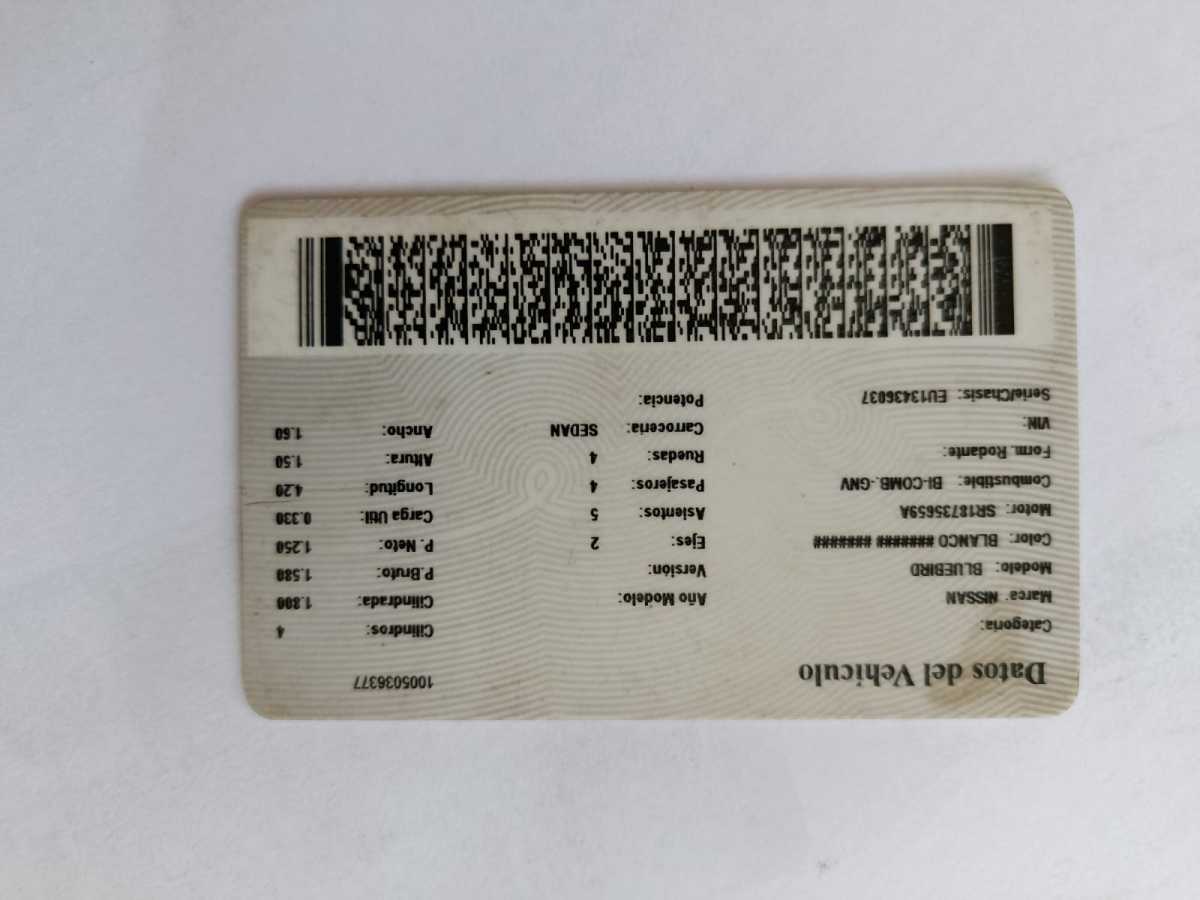 Datos del Vehículo 1005036377
Categoria: Cilindros: 4
Marca: NISSAN Año Modelo: Cilindrada: 1.800
Modelo: BLUEBIRD Versión: P.Bruto: 1.580
Color: BLANCO ####### ####### Ejes: 2 P. Neto: 1.250
Motor: SR18735659A Asientos: 5 Carga Util: 0.330
Combustible: BI-COMB.-GNV Pasajeros: 4 Longitud: 4.20
Form. Rodante: Ruedas: 4 Altura: 1.50
VIN: Carroceria: SEDAN Ancho: 1.60
Serie/Chasis: EU13436037 Potencia: